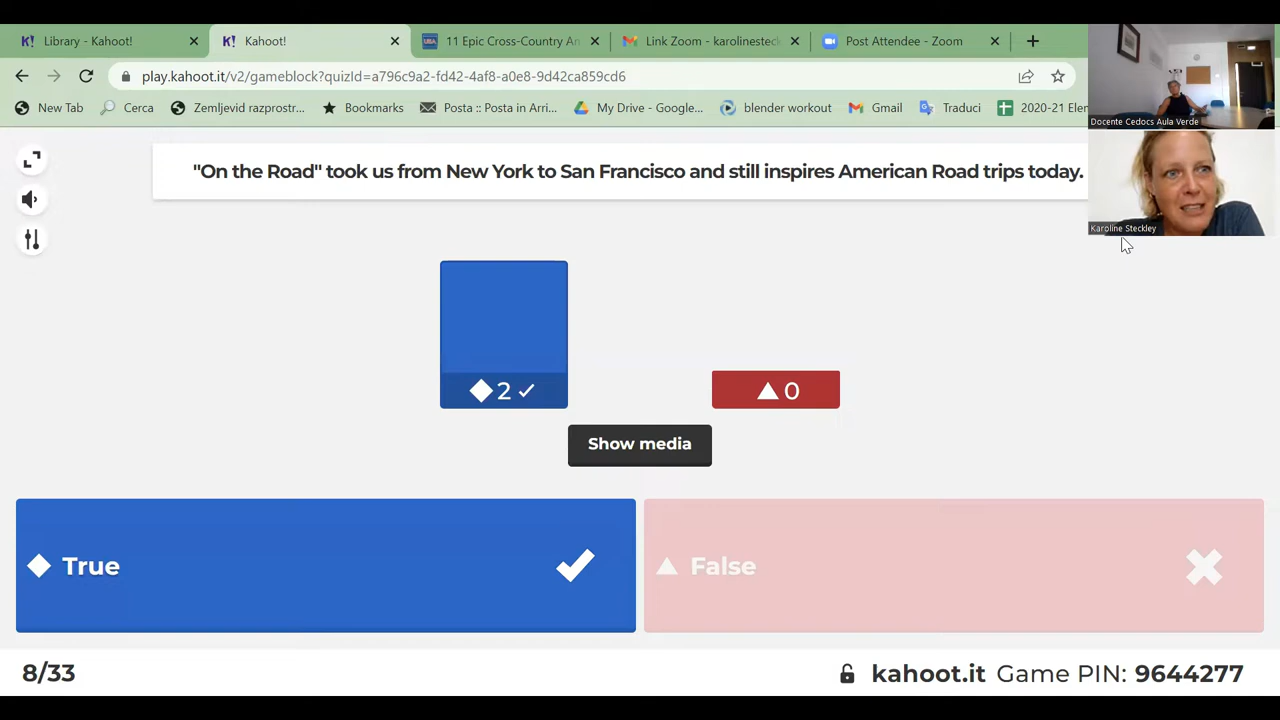 Library - Kahoot!
Kahoot!
11 Epic Cross-Country Am
Link Zoom - karolinesteck
Post Attendee - Zoom
play.kahoot.it/v2/gameblock?quizId=a796c9a2-fd42-4af8-a0e8-9d42ca859cd6
New Tab
Cerca
Zemljevid razprostr...
Bookmarks
Posta :: Posta in Arri...
My Drive - Google...
blender workout
Gmail
Traduci
2020-21 Elen
Docente Cedocs Aula Verde
Karoline Steckley
"On the Road" took us from New York to San Francisco and still inspires American Road trips today.
2
0
Show media
True
False
8/33
kahoot.it Game PIN: 9644277